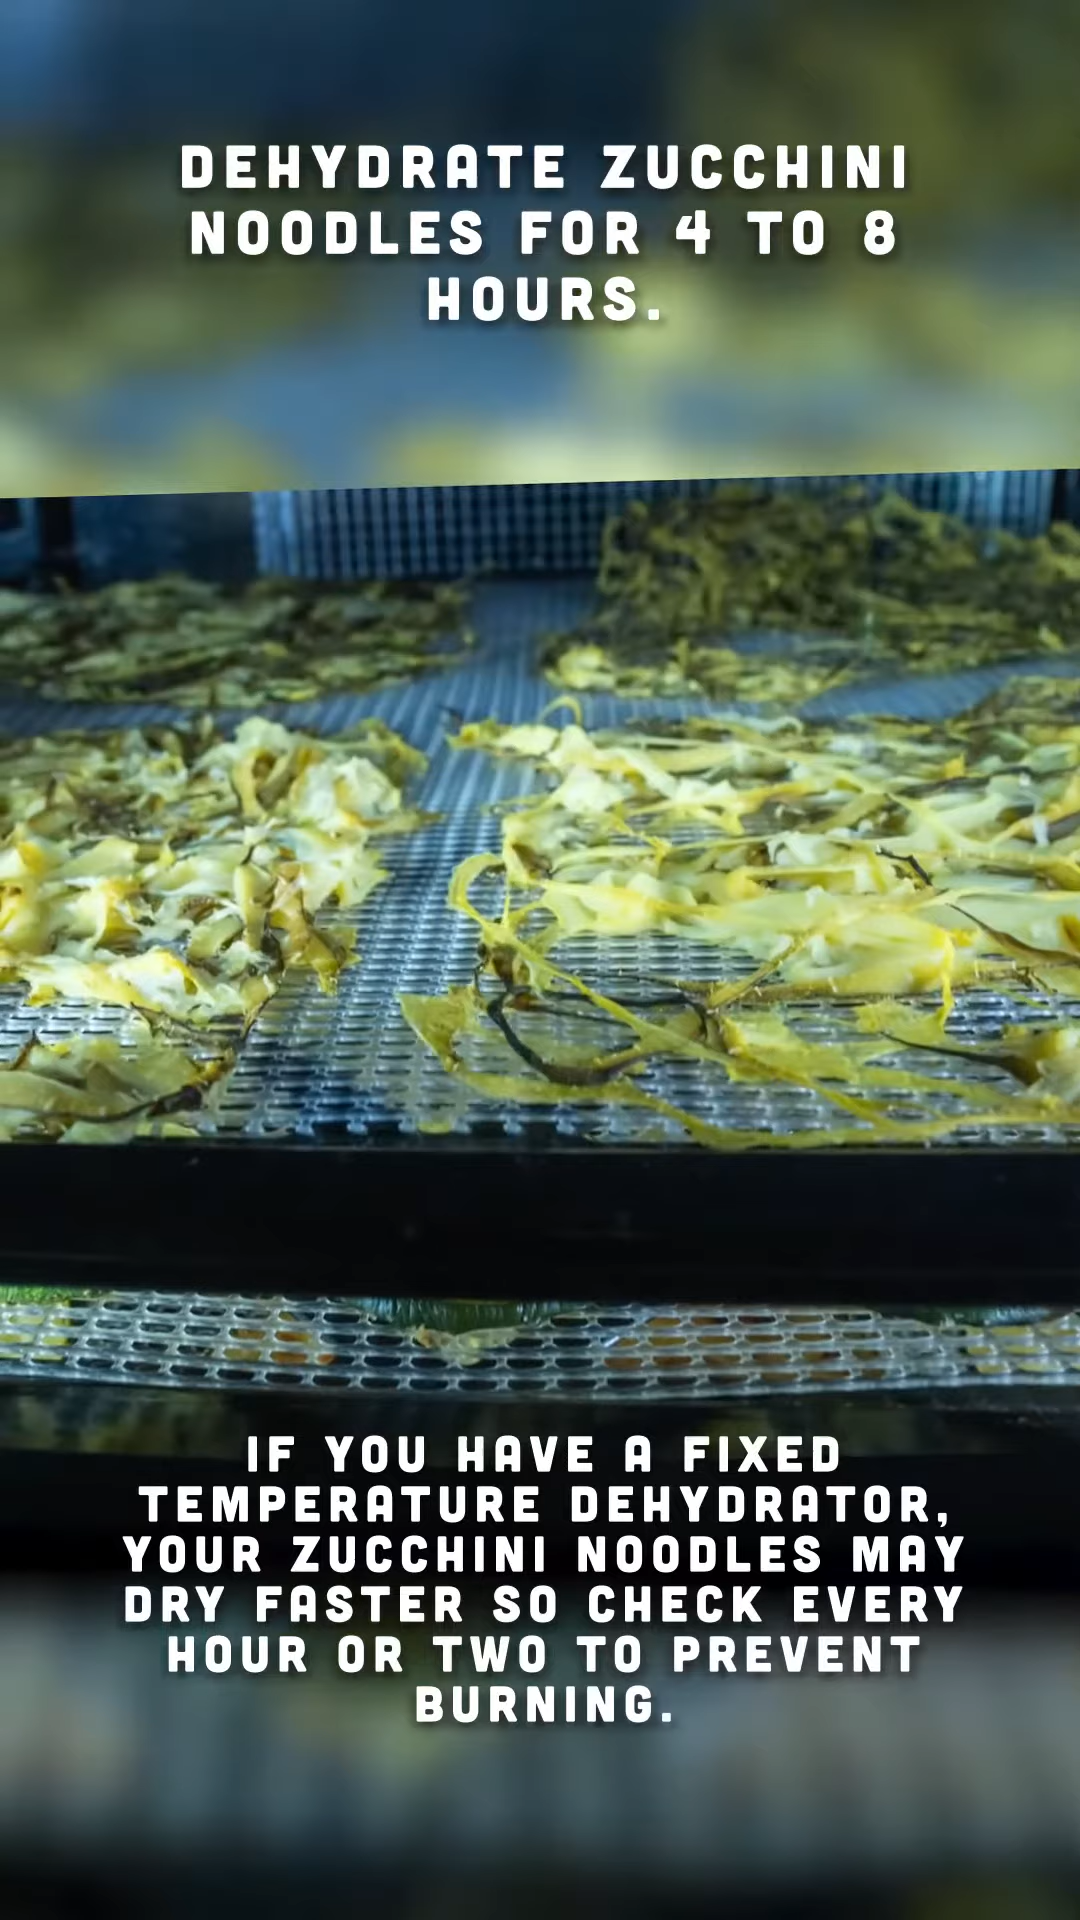 DEHYDRATE ZUCCHINI
NOODLES FOR 4 TO 8
HOURS.
IF YOU HAVE A FIXED
TEMPERATURE DEHYDRATOR,
YOUR ZUCCHINI NOODLES MAY
DRY FASTER SO CHECK EVERY
HOUR OR TWO TO PREVENT
BURNING.